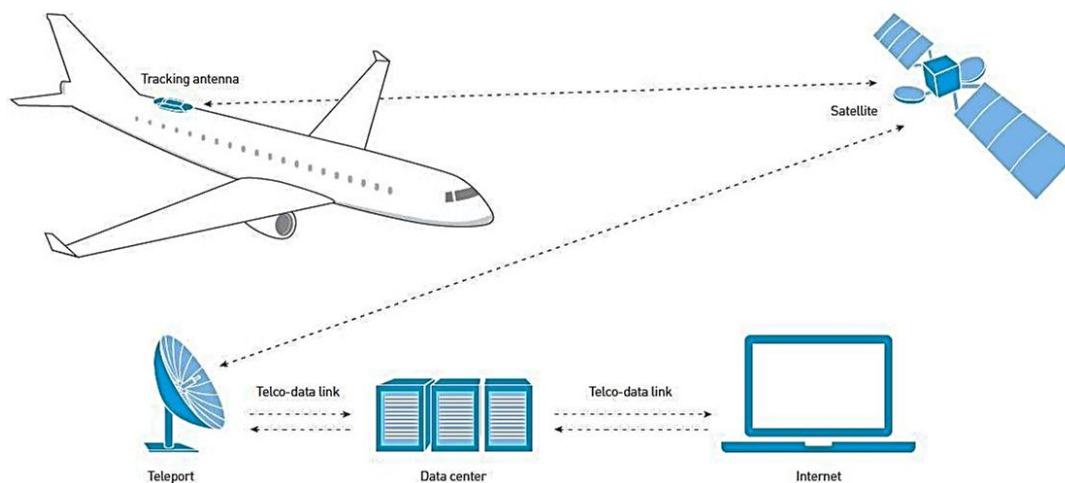 Tracking antenna
Satellite
Telco-data link
Telco-data link
Teleport
Data center
Internet